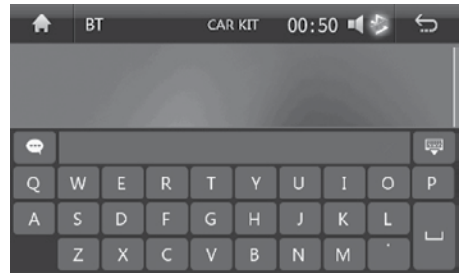 BT CAR KIT 00:50
Q W E R T Y U I O P
A S D F G H J K L
Z X C V B N M